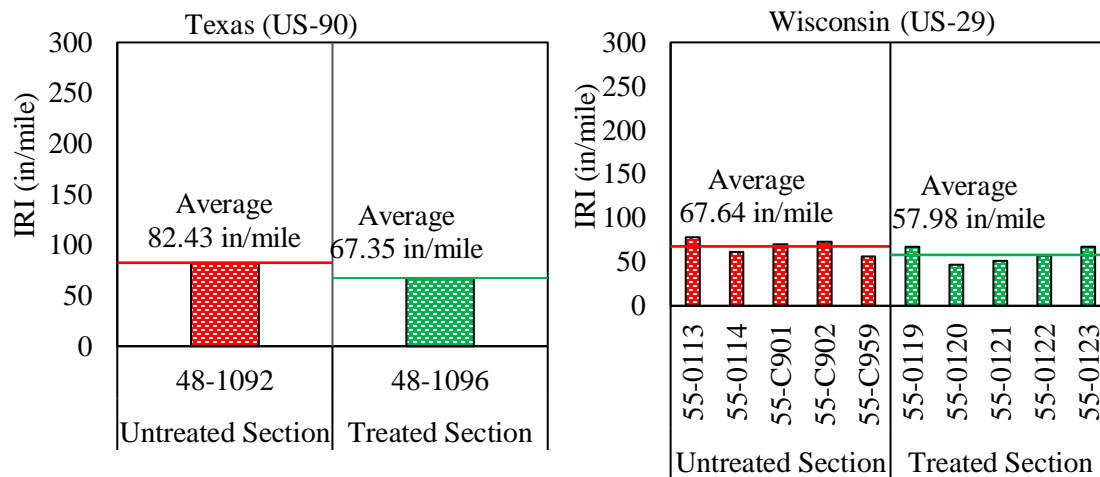 Texas (US-90)
300
250
200
150
100
50
0
IRI (in/mile)
Average
82.43 in/mile
Average
67.35 in/mile
48-1092
48-1096
Untreated Section
Treated Section
Wisconsin (US-29)
300
250
200
150
100
50
0
IRI (in/mile)
Average
67.64 in/mile
Average
57.98 in/mile
55-0113
55-0114
55-C901
55-C902
55-C959
55-0119
55-0120
55-0121
55-0122
55-0123
Untreated Section
Treated Section